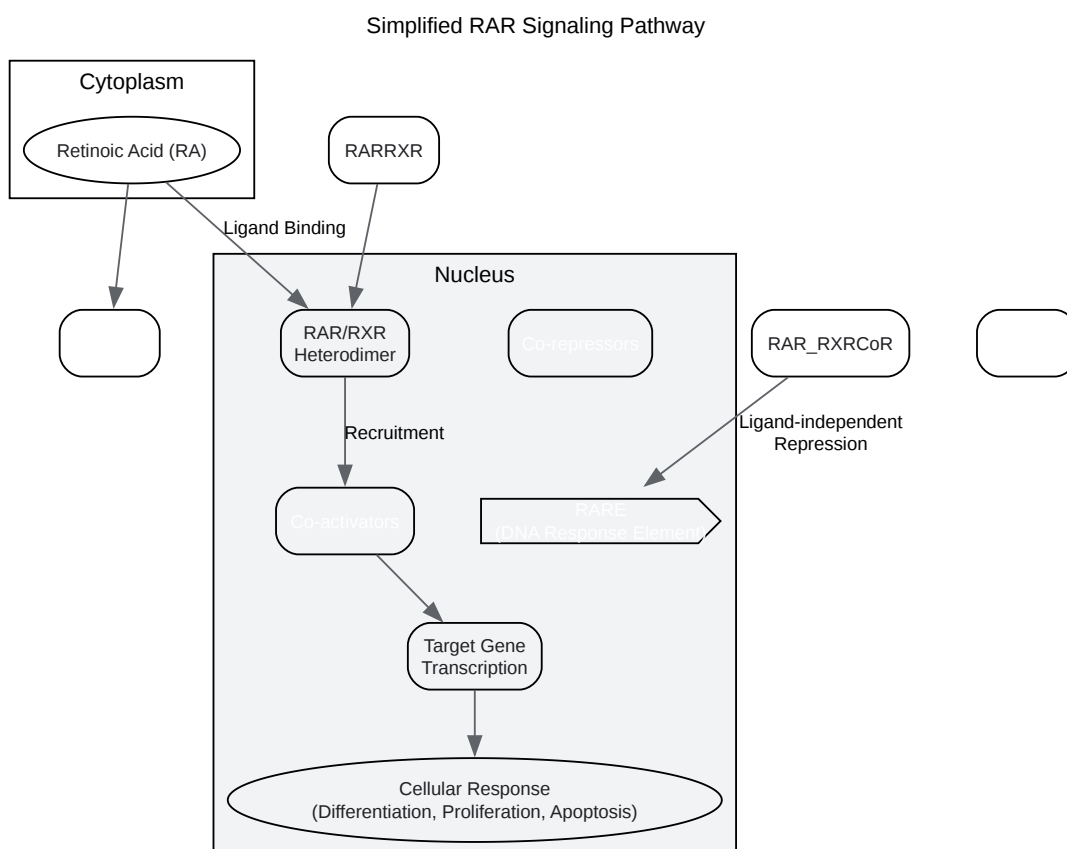 Simplified RAR Signaling Pathway
Cytoplasm
Retinoic Acid (RA)
RARRXR
Ligand Binding
Nucleus
RAR/RXR
Heterodimer
Co-repressors
RAR_RXRCoR
Recruitment
Ligand-independent
Repression
Co-activators
RARE
(DNA Response Element)
Target Gene
Transcription
Cellular Response
(Differentiation, Proliferation, Apoptosis)